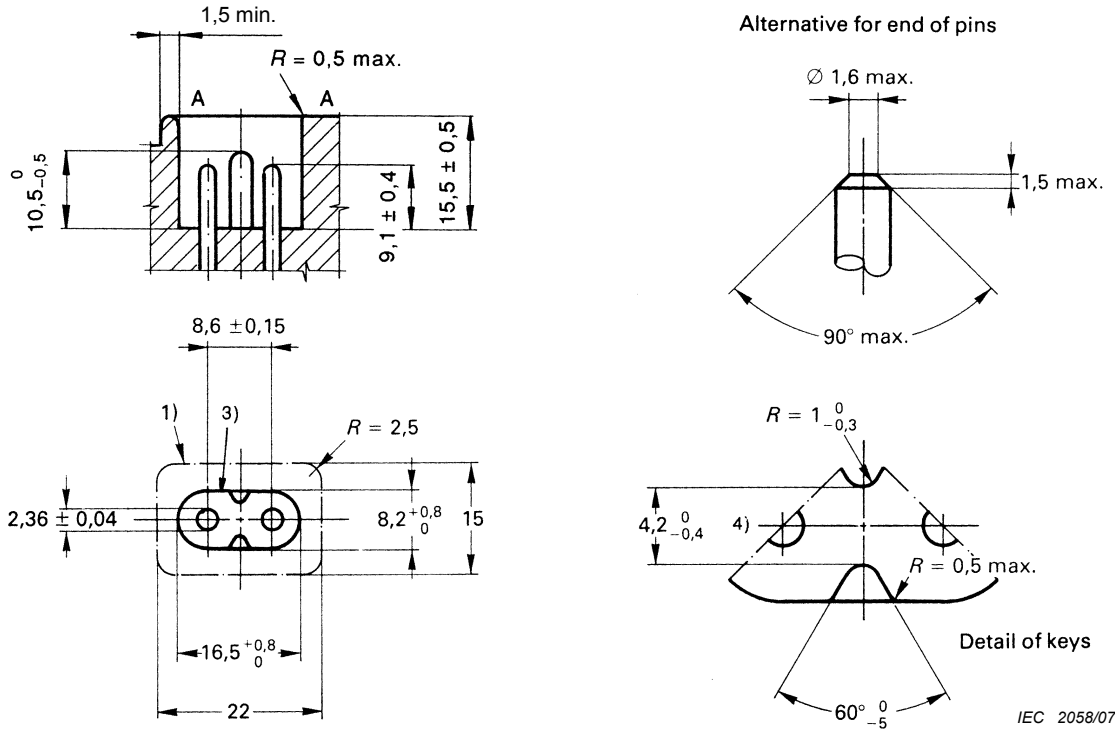 1,5 min.
R = 0,5 max.
A
A
10,5 0 -0,5
9,1 ± 0,4
15,5 ± 0,5
Alternative for end of pins
Ø 1,6 max.
1,5 max.
90° max.
8,6 ±0,15
1)
3)
R = 2,5
2,36 ± 0,04
8,2 +0,8 0
15
16,5 +0,8 0
22
R = 1 0 -0,3
4,2 0 -0,4
4)
R = 0,5 max.
Detail of keys
60° 0 -5
IEC 2058/07